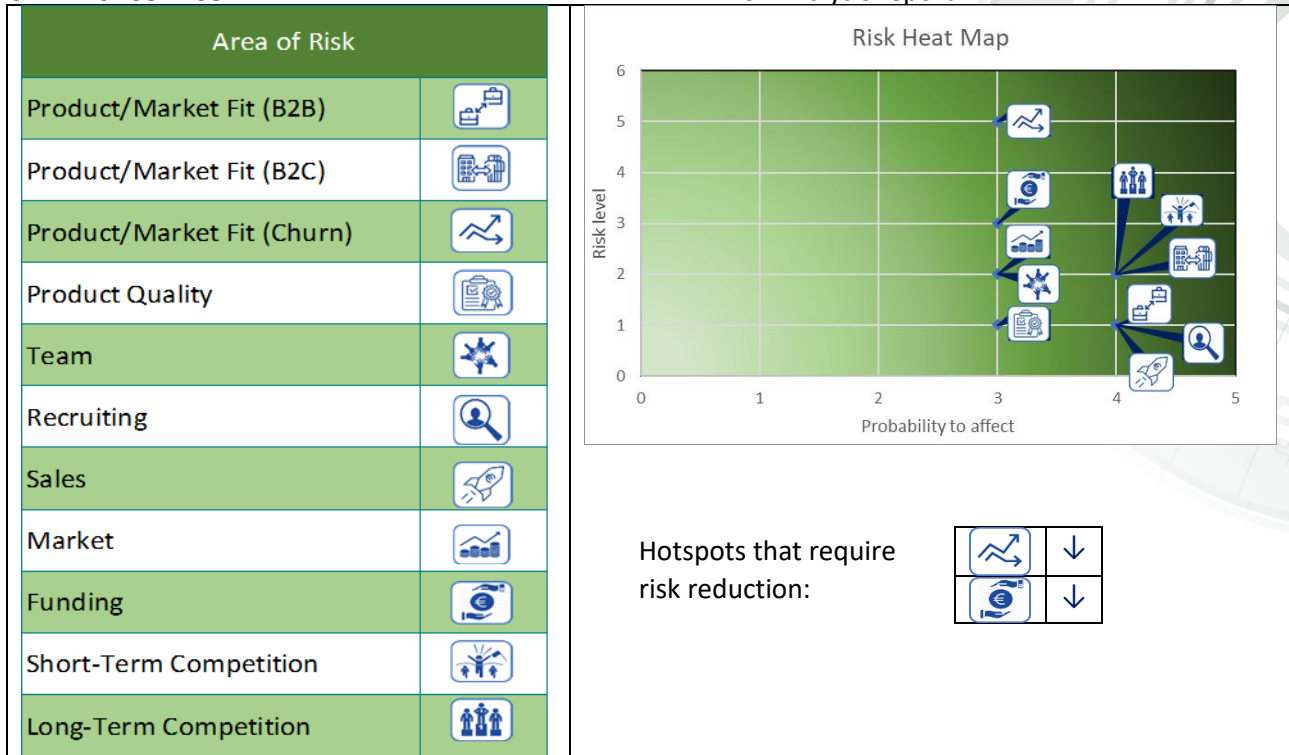 Area of Risk
Product/Market Fit (B2B)
Product/Market Fit (B2C)
Product/Market Fit (Churn)
Product Quality
Team
Recruiting
Sales
Market
Funding
Short-Term Competition
Long-Term Competition
Risk Heat Map
6
5
4
3
2
1
0
Risk level
0 1 2 3 4 5
Probability to affect
Hotspots that require
risk reduction: